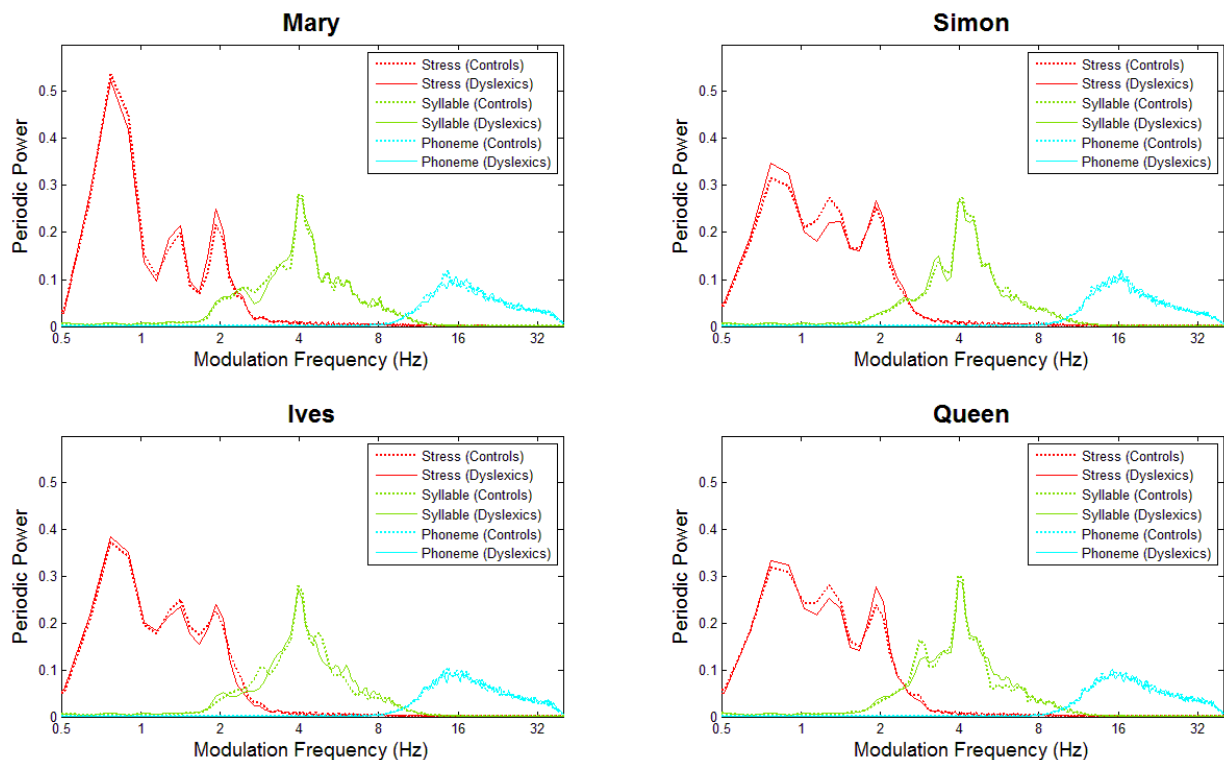 Mary
Stress (Controls)
Stress (Dyslexics)
Syllable (Controls)
Syllable (Dyslexics)
Phoneme (Controls)
Phoneme (Dyslexics)
Periodic Power
0.5
0.4
0.3
0.2
0.1
0
0.5 1 2 4 8 16 32
Modulation Frequency (Hz)
Simon
Stress (Controls)
Stress (Dyslexics)
Syllable (Controls)
Syllable (Dyslexics)
Phoneme (Controls)
Phoneme (Dyslexics)
Periodic Power
0.5
0.4
0.3
0.2
0.1
0
0.5 1 2 4 8 16 32
Modulation Frequency (Hz)
Ives
Stress (Controls)
Stress (Dyslexics)
Syllable (Controls)
Syllable (Dyslexics)
Phoneme (Controls)
Phoneme (Dyslexics)
Periodic Power
0.5
0.4
0.3
0.2
0.1
0
0.5 1 2 4 8 16 32
Modulation Frequency (Hz)
Queen
Stress (Controls)
Stress (Dyslexics)
Syllable (Controls)
Syllable (Dyslexics)
Phoneme (Controls)
Phoneme (Dyslexics)
Periodic Power
0.5
0.4
0.3
0.2
0.1
0
0.5 1 2 4 8 16 32
Modulation Frequency (Hz)